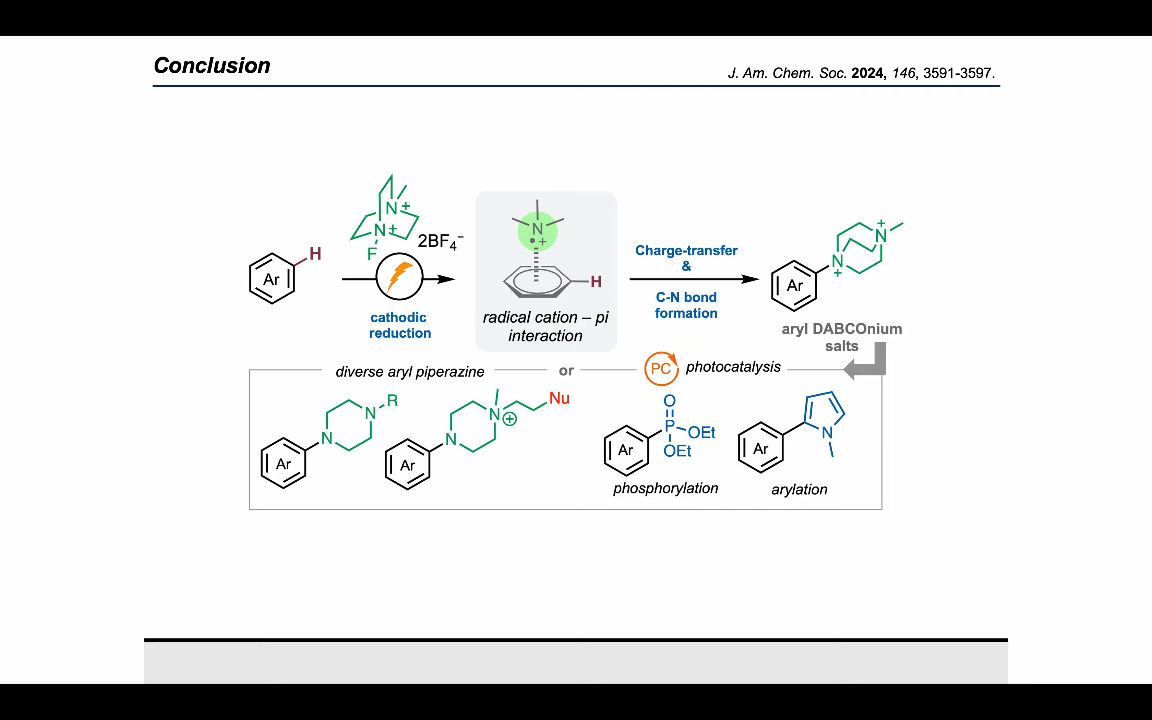 Conclusion
J. Am. Chem. Soc. 2024, 146, 3591-3597.
Ar
H
N+
N+
F
2BF4−
cathodic
reduction
N
•+
H
radical cation – pi
interaction
Charge-transfer
&
C-N bond
formation
Ar
N
+
N
+
aryl DABCOnium
salts
diverse aryl piperazine
or
PC
photocatalysis
Ar
N
N
R
Ar
N
N
+
Nu
Ar
P
O
OEt
OEt
phosphorylation
Ar
N
arylation